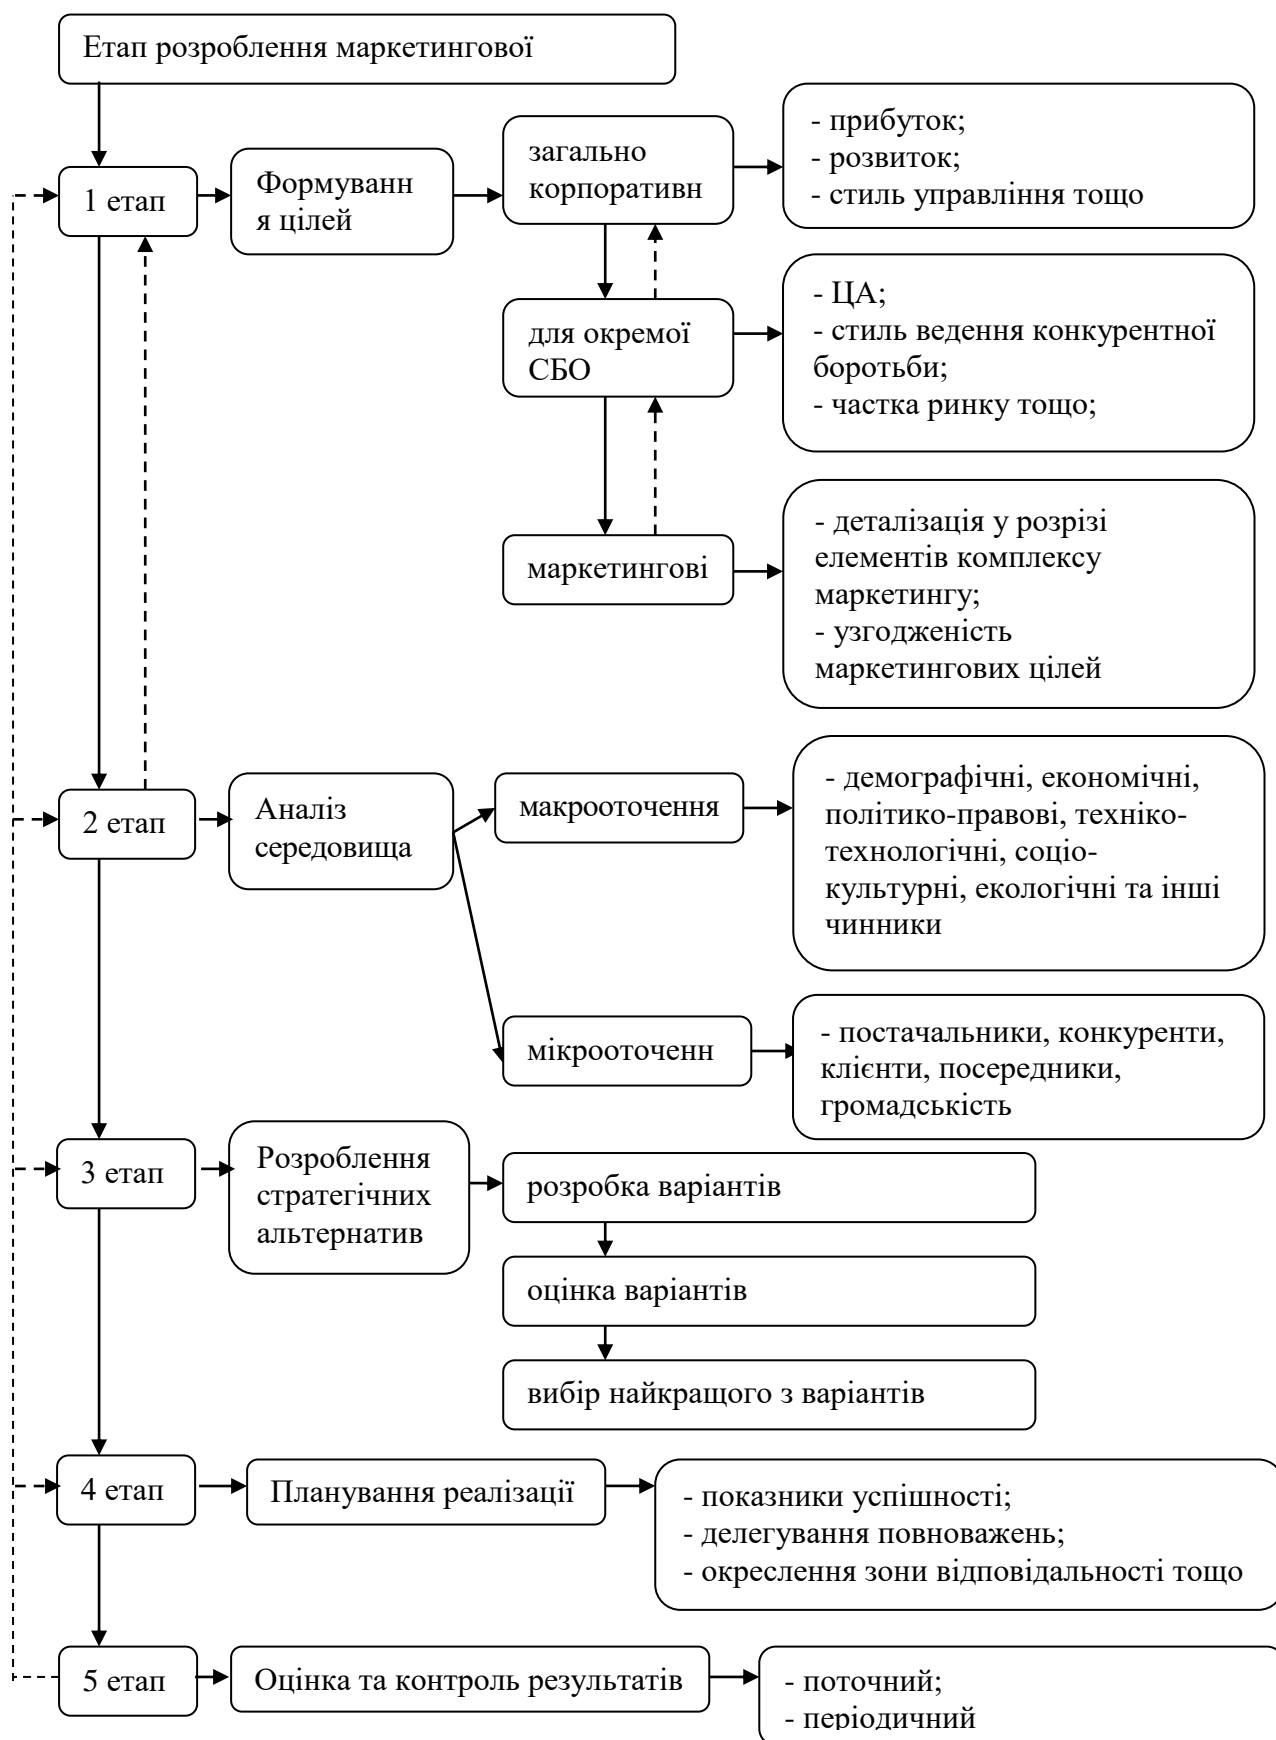 Етап розроблення маркетингової
1 етап
Формуванн
я цілей
загально
корпоративн
- прибуток;
- розвиток;
- стиль управління тощо
для окремої
СБО
- ЦА;
- стиль ведення конкурентної
боротьби;
- частка ринку тощо;
маркетингові
- деталізація у розрізі
елементів комплексу
маркетингу;
- узгодженість
маркетингових цілей
2 етап
Аналіз
середовища
макрооточення
- демографічні, економічні,
політико-правові, техніко-
технологічні, соціо-
культурні, екологічні та інші
чинники
мікрооточенн
- постачальники, конкуренти,
клієнти, посередники,
громадськість
3 етап
Розроблення
стратегічних
альтернатив
розробка варіантів
оцінка варіантів
вибір найкращого з варіантів
4 етап
Планування реалізації
- показники успішності;
- делегування повноважень;
- окреслення зони відповідальності тощо
5 етап
Оцінка та контроль результатів
- поточний;
- періодичний